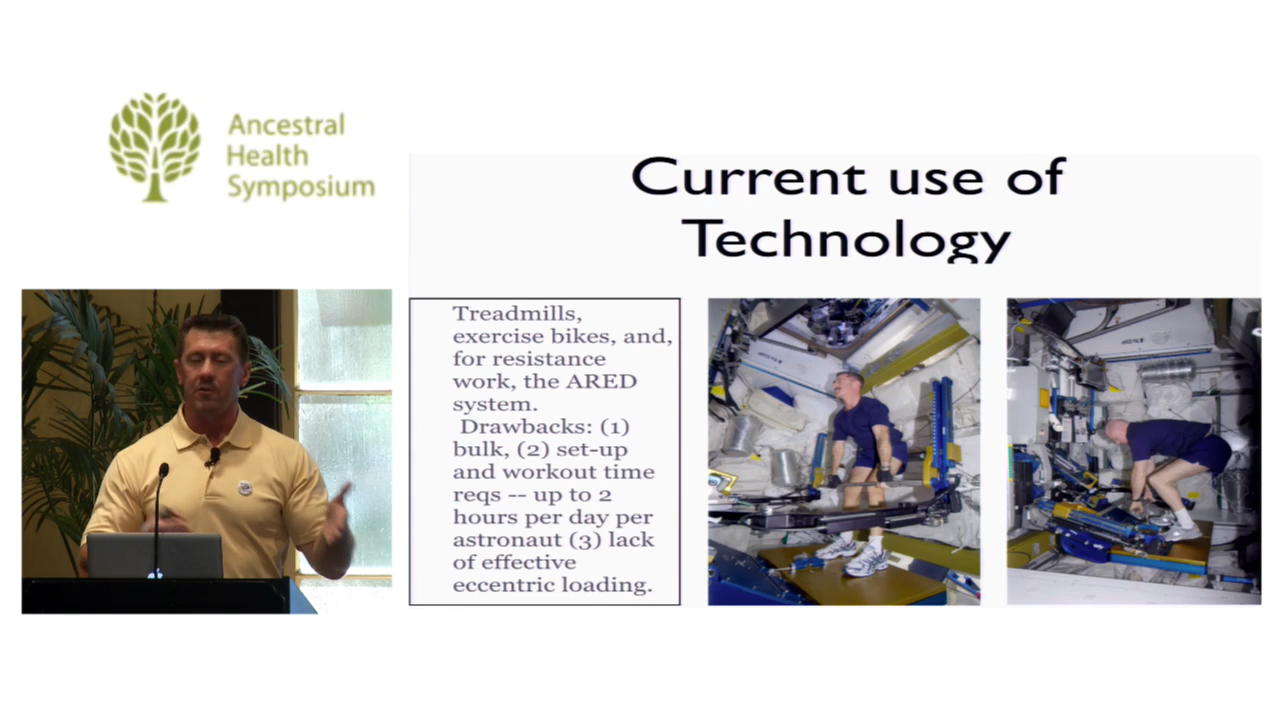 Ancestral
Health
Symposium
Current use of
Technology
Treadmills,
exercise bikes, and,
for resistance
work, the ARED
system.
Drawbacks: (1)
bulk, (2) set-up
and workout time
reqs -- up to 2
hours per day per
astronaut (3) lack
of effective
eccentric loading.